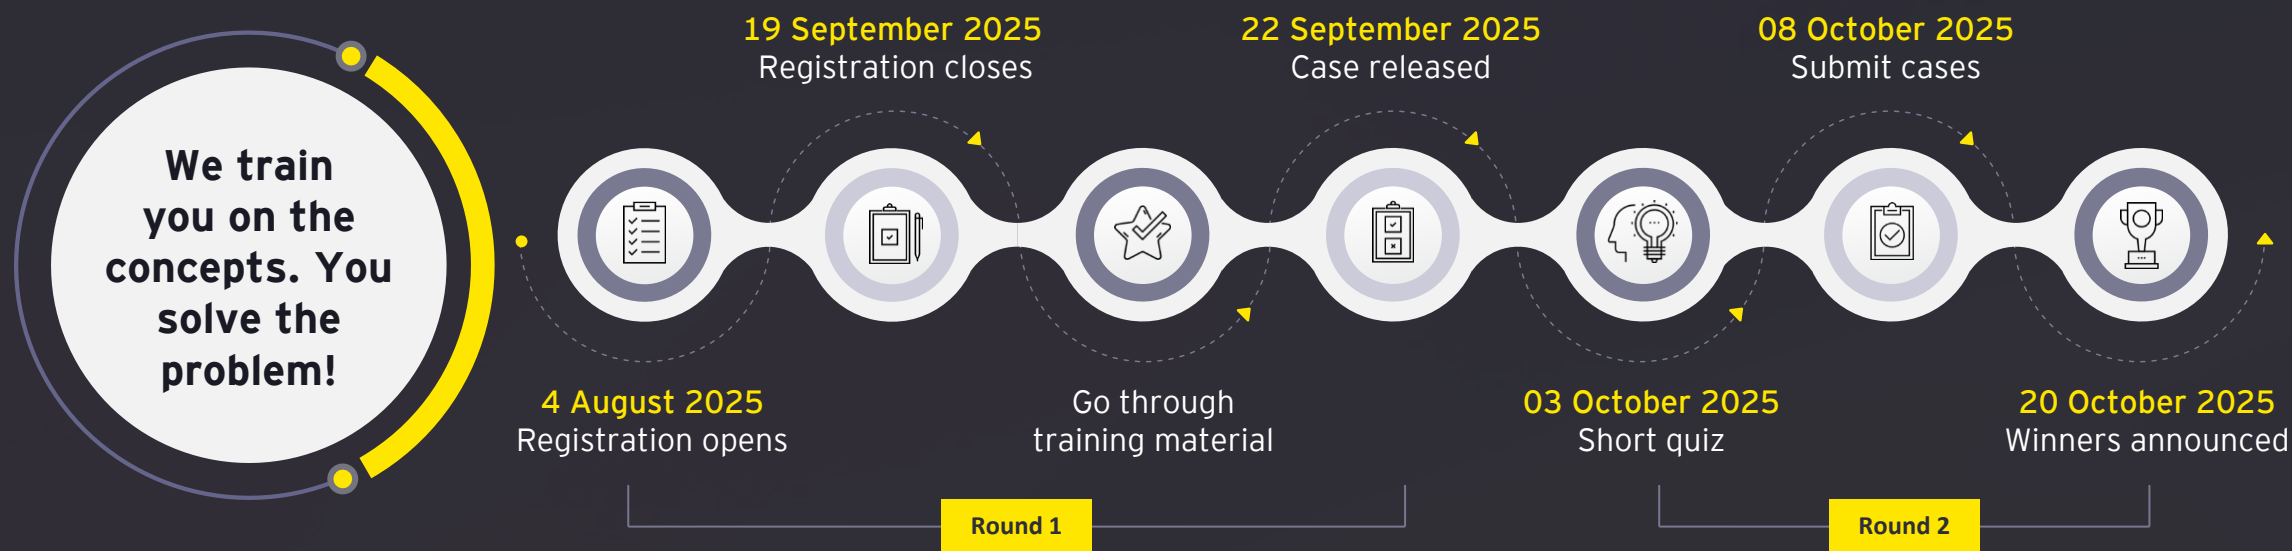 We train
you on the
concepts. You
solve the
problem!
4 August 2025
Registration opens
19 September 2025
Registration closes
Go through
training material
22 September 2025
Case released
03 October 2025
Short quiz
08 October 2025
Submit cases
20 October 2025
Winners announced
Round 1
Round 2